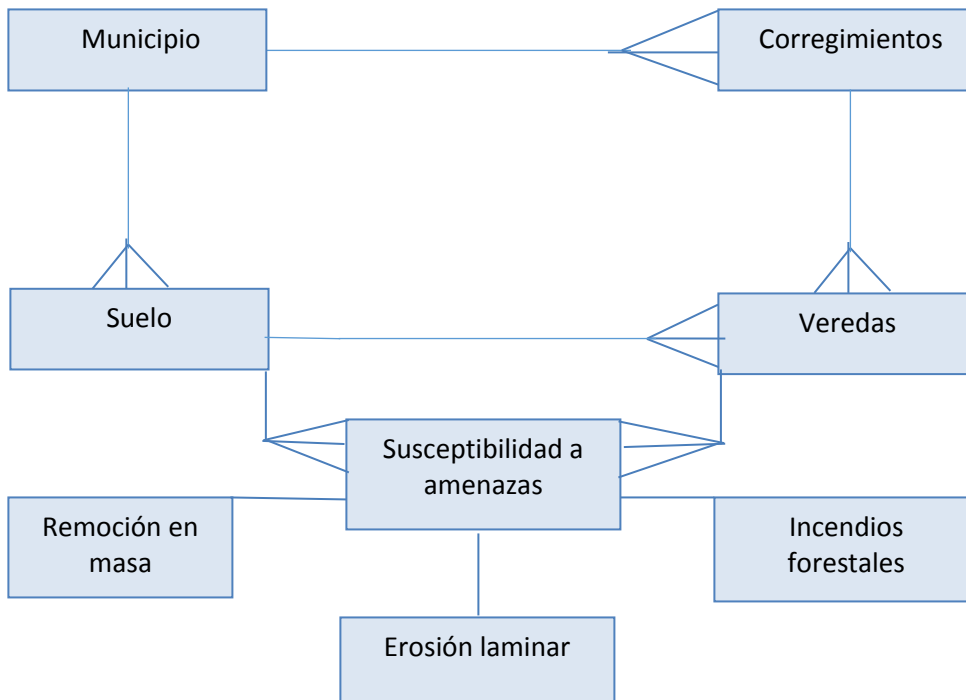 Municipio
Corregimientos
Suelo
Veredas
Susceptibilidad a
amenazas
Remoción en
masa
Incendios
forestales
Erosión laminar